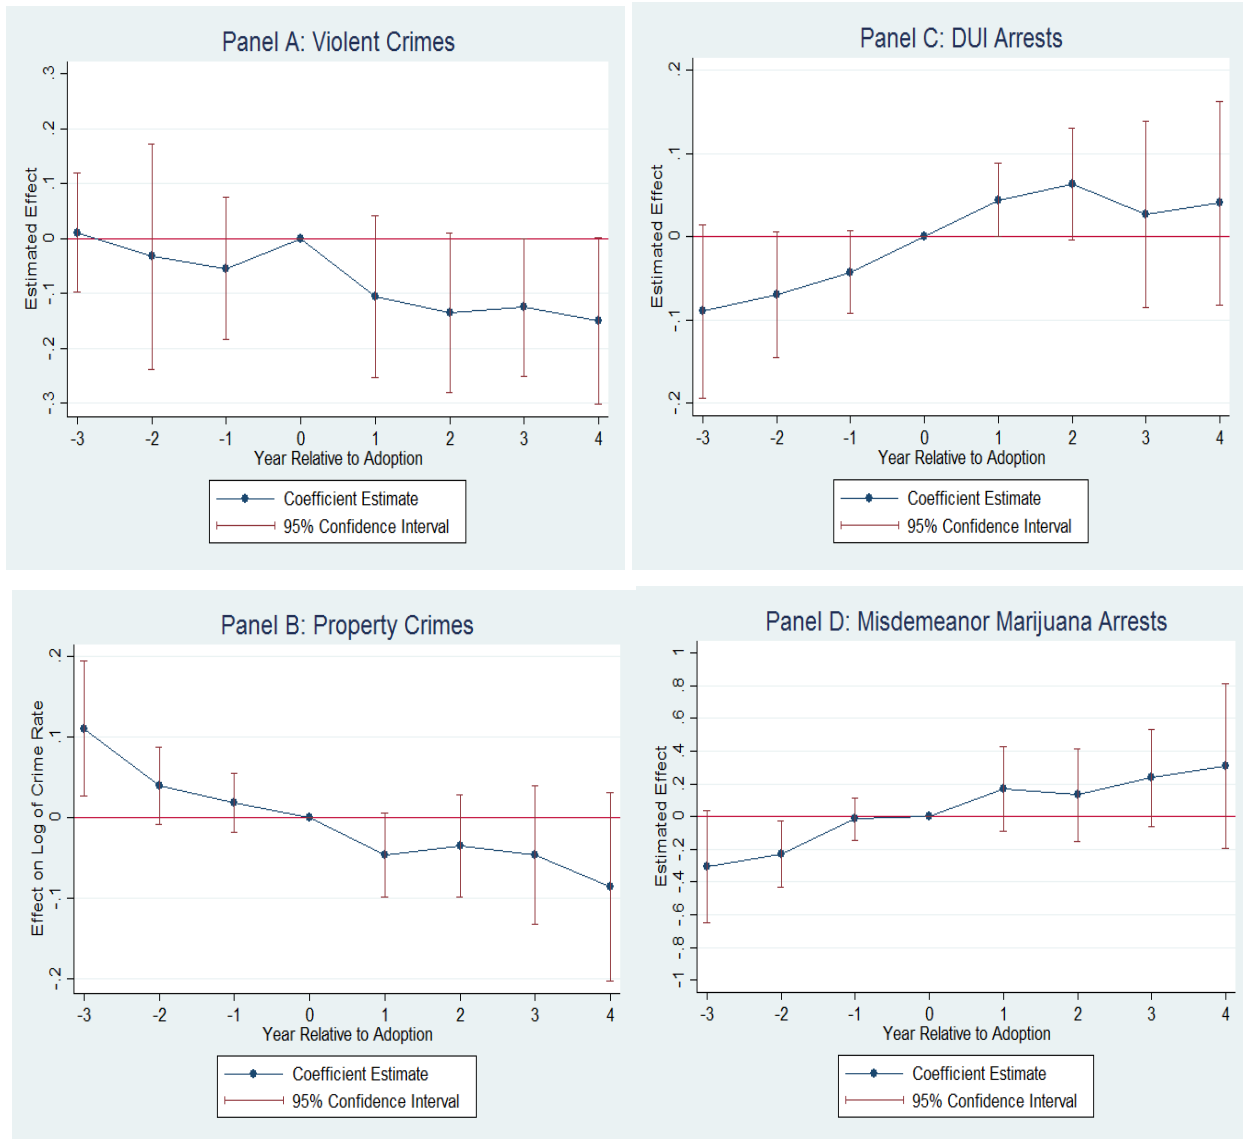 Panel A: Violent Crimes
Estimated Effect
.3
.2
.1
0
-.1
-.2
-.3
-3 -2 -1 0 1 2 3 4
Year Relative to Adoption
Coefficient Estimate
95% Confidence Interval
Panel C: DUI Arrests
Estimated Effect
.2
.1
0
-.1
-.2
-3 -2 -1 0 1 2 3 4
Year Relative to Adoption
Coefficient Estimate
95% Confidence Interval
Panel B: Property Crimes
Effect on Log of Crime Rate
.2
.1
0
-.1
-.2
-3 -2 -1 0 1 2 3 4
Year Relative to Adoption
Coefficient Estimate
95% Confidence Interval
Panel D: Misdemeanor Marijuana Arrests
Estimated Effect
1
.8
.6
.4
.2
0
-.2
-.4
-.6
-.8
-1
-3 -2 -1 0 1 2 3 4
Year Relative to Adoption
Coefficient Estimate
95% Confidence Interval